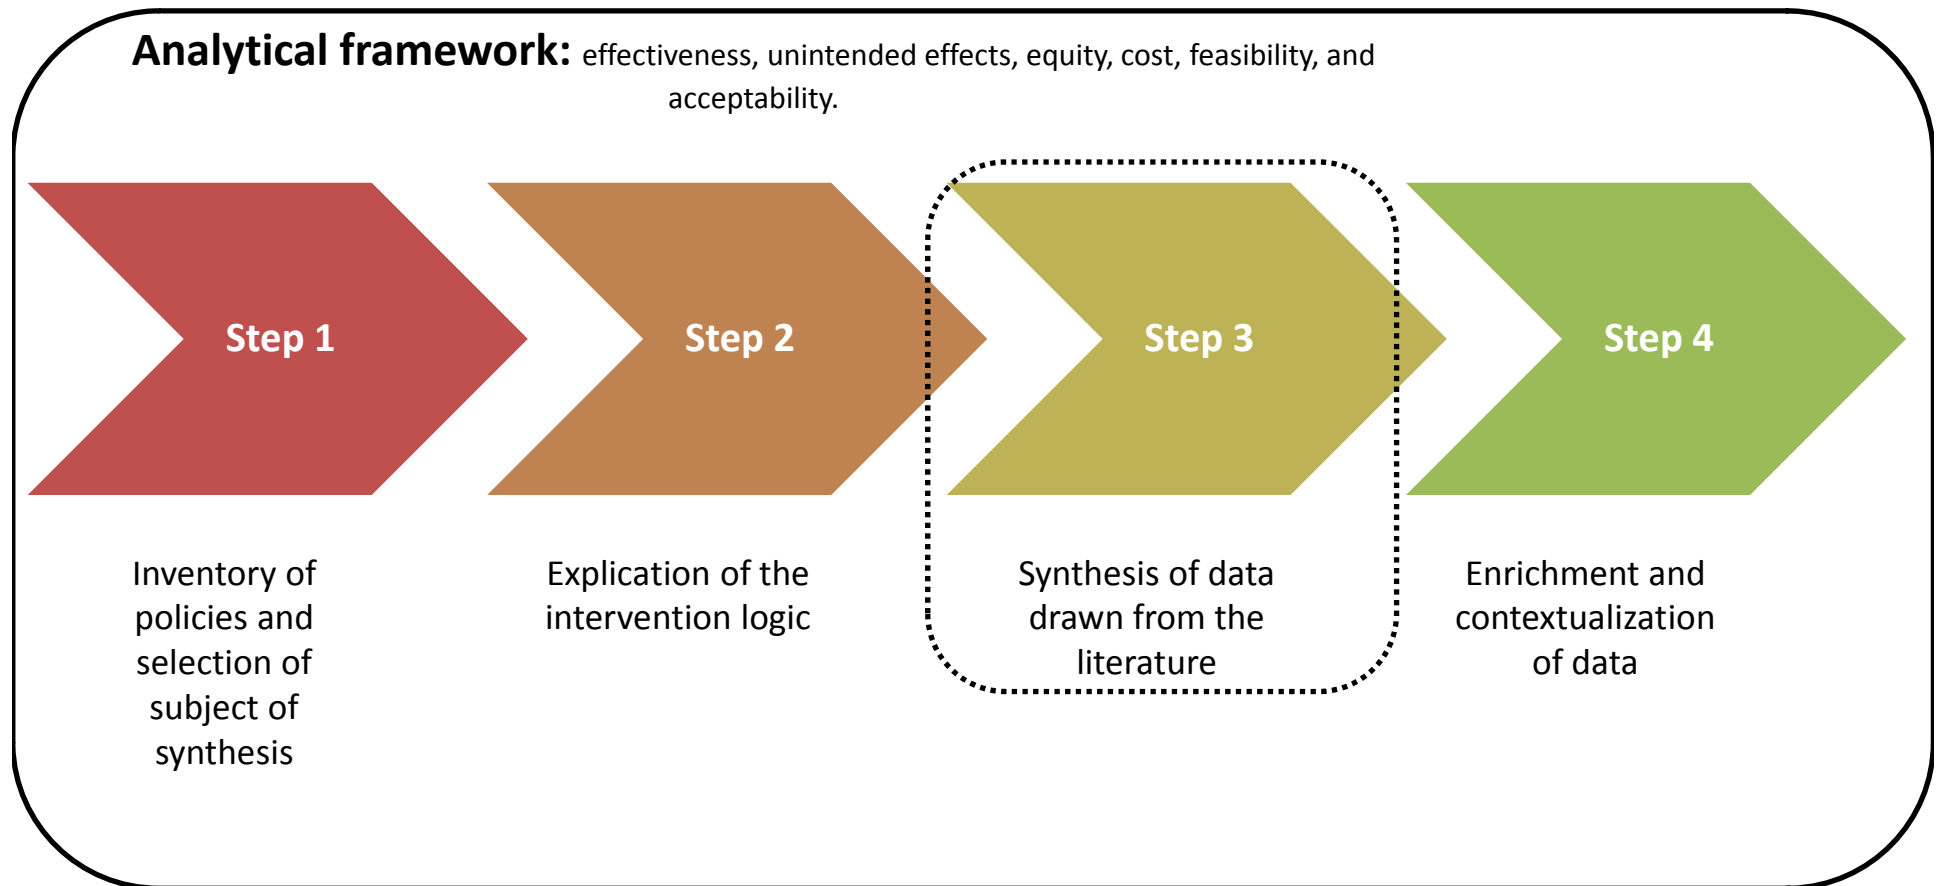 Analytical framework: effectiveness, unintended effects, equity, cost, feasibility, and
acceptability.
Step 1
Step 2
Step 3
Step 4
Inventory of
policies and
selection of
subject of
synthesis
Explication of the
intervention logic
Synthesis of data
drawn from the
literature
Enrichment and
contextualization
of data